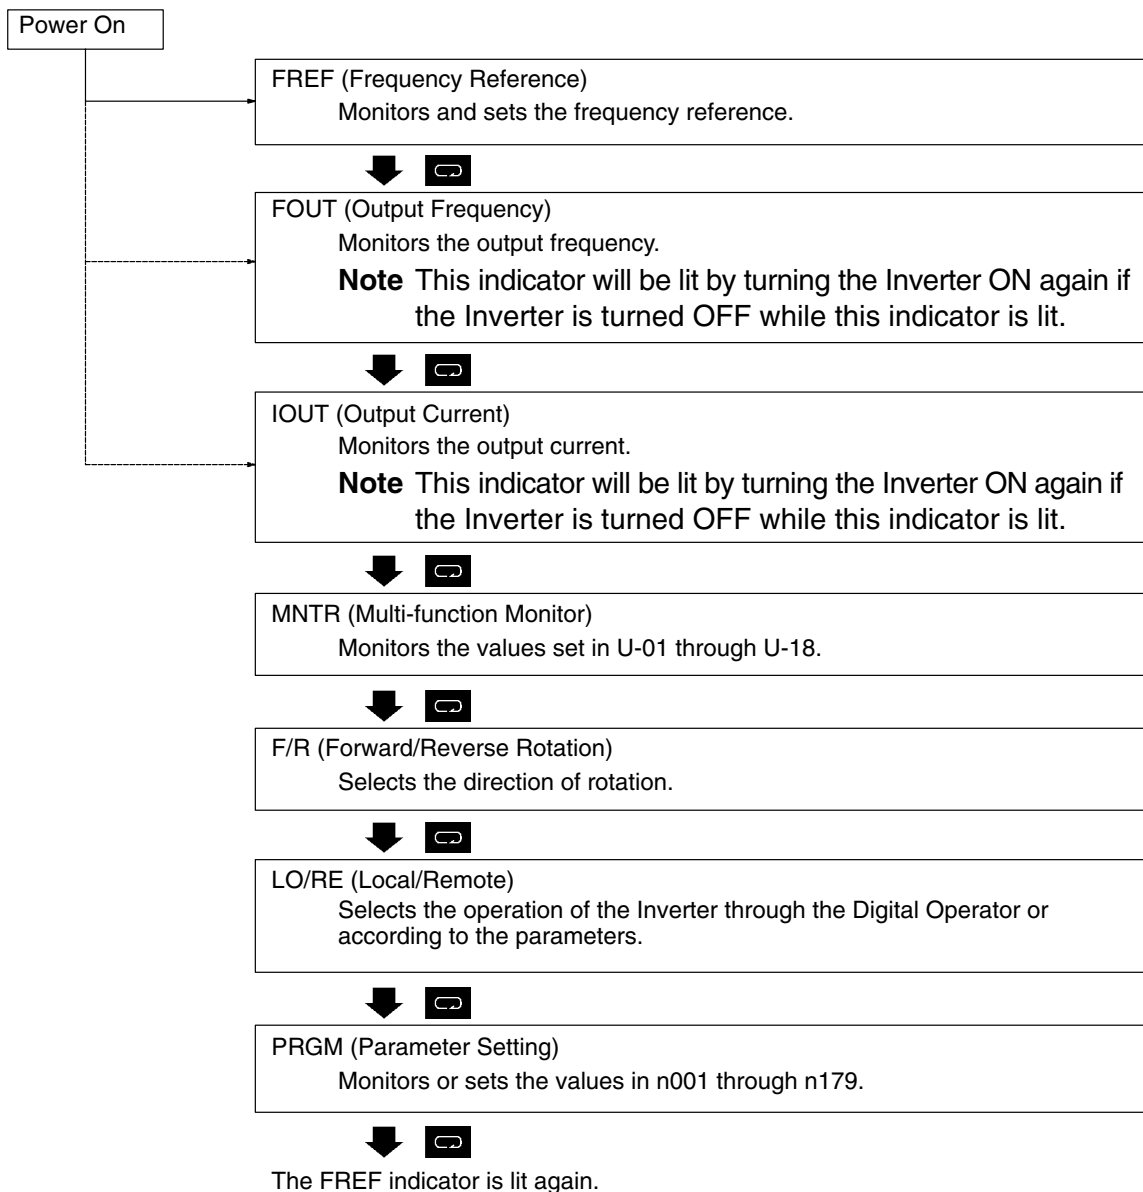 Power On
FREF (Frequency Reference)
Monitors and sets the frequency reference.
FOUT (Output Frequency)
Monitors the output frequency.
Note This indicator will be lit by turning the Inverter ON again if
the Inverter is turned OFF while this indicator is lit.
IOUT (Output Current)
Monitors the output current.
Note This indicator will be lit by turning the Inverter ON again if
the Inverter is turned OFF while this indicator is lit.
MNTR (Multi-function Monitor)
Monitors the values set in U-01 through U-18.
F/R (Forward/Reverse Rotation)
Selects the direction of rotation.
LO/RE (Local/Remote)
Selects the operation of the Inverter through the Digital Operator or
according to the parameters.
PRGM (Parameter Setting)
Monitors or sets the values in n001 through n179.
The FREF indicator is lit again.